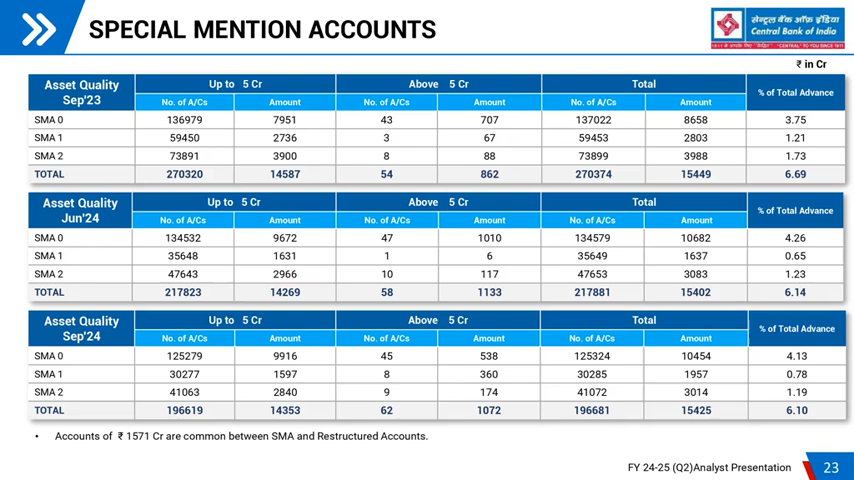 SPECIAL MENTION ACCOUNTS
सेन्ट्रल बैंक ऑफ़ इंडिया
Central Bank of India
₹ in Cr
Asset Quality Sep'23 Up to 5 Cr Above 5 Cr Total % of Total Advance
No. of A/Cs Amount No. of A/Cs Amount No. of A/Cs Amount
SMA 0 136979 7951 43 707 137022 8658 3.75
SMA 1 59450 2736 3 67 59453 2803 1.21
SMA 2 73891 3900 8 88 73899 3988 1.73
TOTAL 270320 14587 54 862 270374 15449 6.69
Asset Quality Jun'24 Up to 5 Cr Above 5 Cr Total % of Total Advance
No. of A/Cs Amount No. of A/Cs Amount No. of A/Cs Amount
SMA 0 134532 9672 47 1010 134579 10682 4.26
SMA 1 35648 1631 1 6 35649 1637 0.65
SMA 2 47643 2966 10 117 47653 3083 1.23
TOTAL 217823 14269 58 1133 217881 15402 6.14
Asset Quality Sep'24 Up to 5 Cr Above 5 Cr Total % of Total Advance
No. of A/Cs Amount No. of A/Cs Amount No. of A/Cs Amount
SMA 0 125279 9916 45 538 125324 10454 4.13
SMA 1 30277 1597 8 360 30285 1957 0.78
SMA 2 41063 2840 9 174 41072 3014 1.19
TOTAL 196619 14353 62 1072 196681 15425 6.10
• Accounts of ₹ 1571 Cr are common between SMA and Restructured Accounts.
FY 24-25 (Q2)Analyst Presentation 23